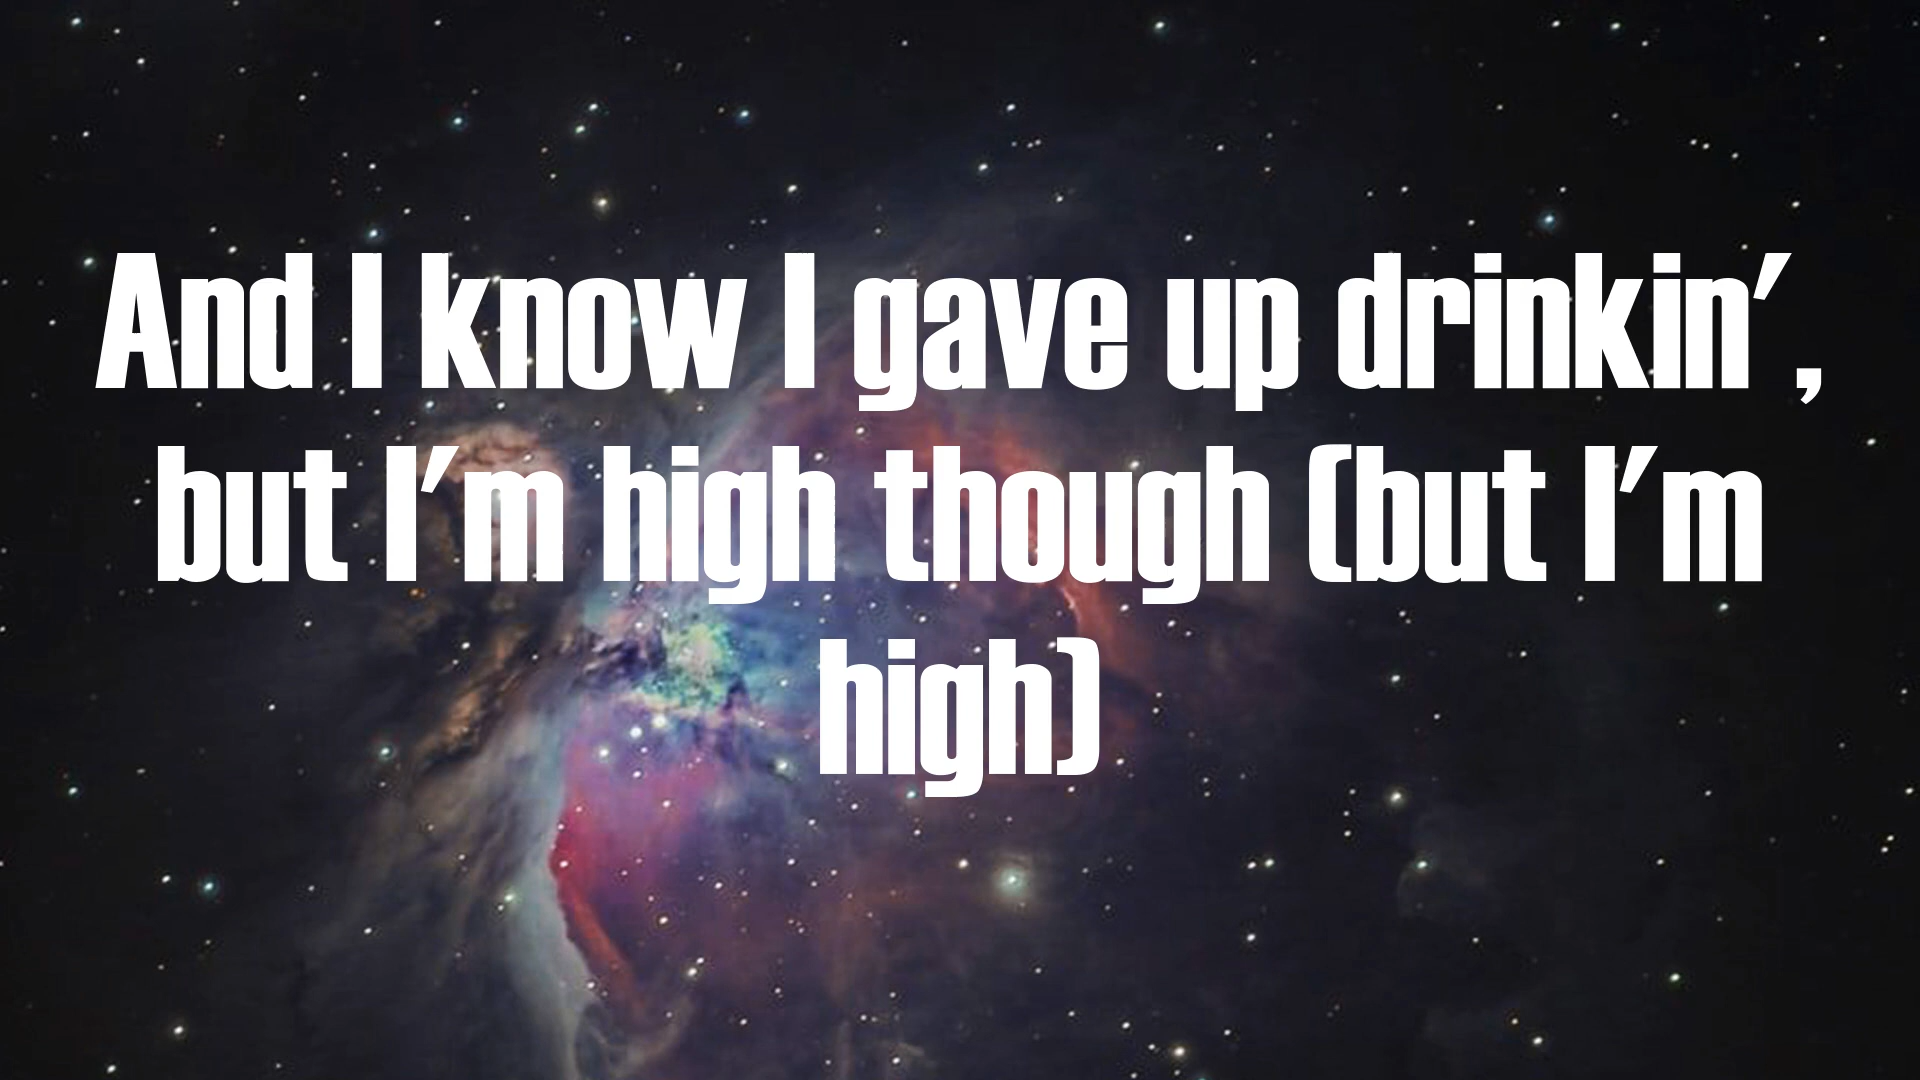 And I know I gave up drinkin',
but I'm high though (but I'm
high)